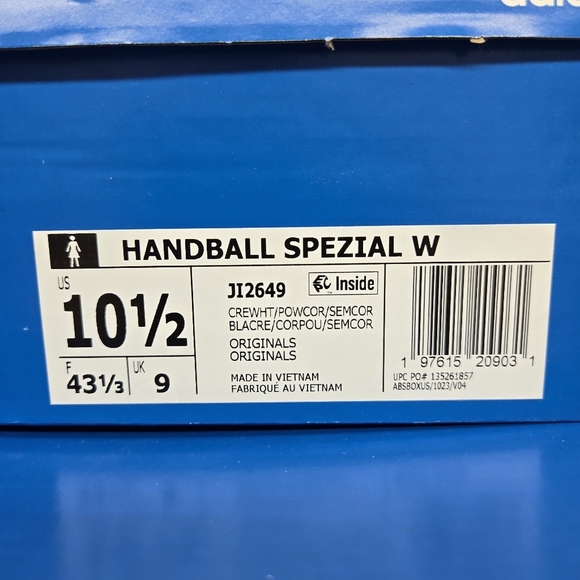 HANDBALL SPEZIAL W
US
10½
F
43⅓
UK
9
JI2649
Inside
CREWHT/POWCOR/SEMCOR
BLACRE/CORPOU/SEMCOR
ORIGINALS
ORIGINALS
MADE IN VIETNAM
FABRIQUÉ AU VIETNAM
1 97615 20903 1
UPC PO# 135261857
ABSBOXUS/1023/V04